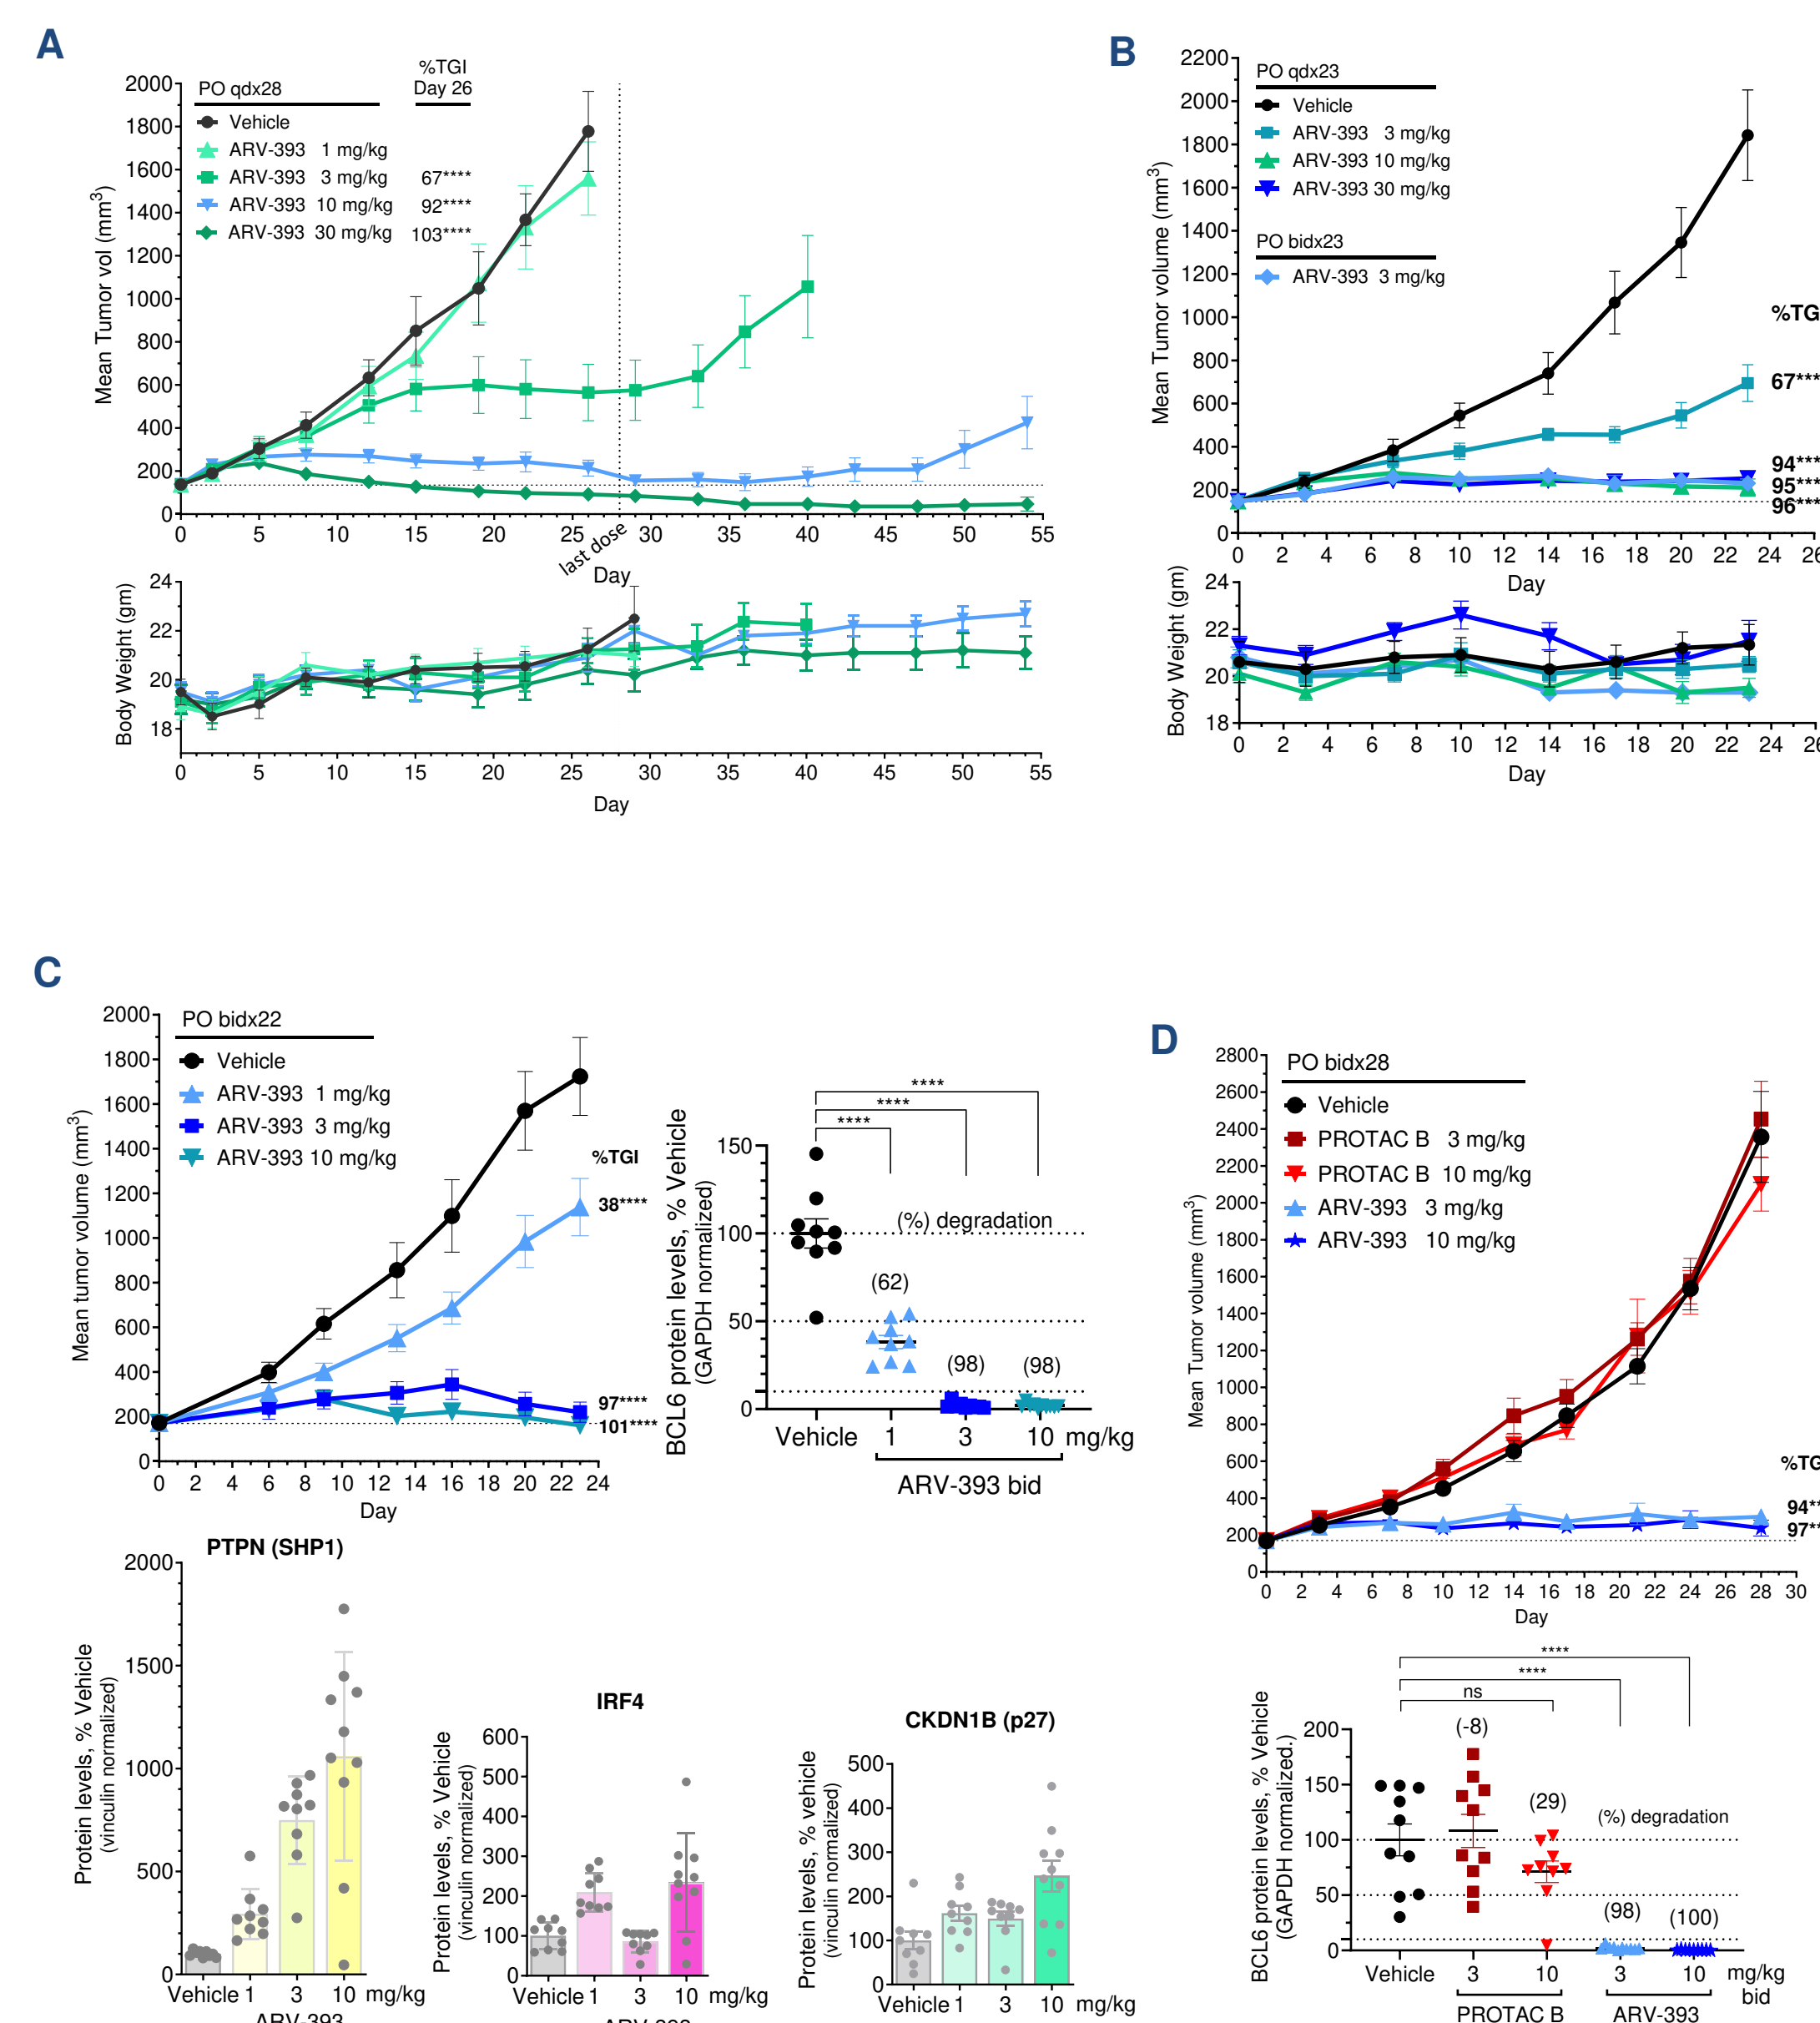 A
%TGI
Day 26
PO qdx28
Vehicle
ARV-393 1 mg/kg
ARV-393 3 mg/kg 67****
ARV-393 10 mg/kg 92****
ARV-393 30 mg/kg 103****
Mean Tumor vol (mm3)
2000
1800
1600
1400
1200
1000
800
600
400
200
0
0 5 10 15 20 25 30 35 40 45 50 55
last dose
Day
Body Weight (gm)
24
22
20
18
0 5 10 15 20 25 30 35 40 45 50 55
Day
B
PO qdx23
Vehicle
ARV-393 3 mg/kg
ARV-393 10 mg/kg
ARV-393 30 mg/kg
PO bidx23
ARV-393 3 mg/kg
Mean Tumor volume (mm3)
2200
2000
1800
1600
1400
1200
1000
800
600
400
200
0
%TG
67***
94***
95***
96***
0 2 4 6 8 10 12 14 16 18 20 22 24 26
Day
Body Weight (gm)
24
22
20
18
0 2 4 6 8 10 12 14 16 18 20 22 24 26
Day
C
PO bidx22
Vehicle
ARV-393 1 mg/kg
ARV-393 3 mg/kg
ARV-393 10 mg/kg
Mean tumor volume (mm3)
2000
1800
1600
1400
1200
1000
800
600
400
200
0
%TGI
38****
97****
101****
0 2 4 6 8 10 12 14 16 18 20 22 24
Day
BCL6 protein levels, % Vehicle
(GAPDH normalized)
150
100
50
0
****
****
****
(%) degradation
(62)
(98)
(98)
Vehicle 1 3 10 mg/kg
ARV-393 bid
PTPN (SHP1)
Protein levels, % Vehicle
(vinculin normalized)
2000
1500
1000
500
0
Vehicle 1 3 10 mg/kg
ARV-393
IRF4
Protein levels, % Vehicle
(vinculin normalized)
600
500
400
300
200
100
0
Vehicle 1 3 10 mg/kg
ARV-393
CKDN1B (p27)
Protein levels, % vehicle
(vinculin normalized)
500
400
300
200
100
0
Vehicle 1 3 10 mg/kg
D
PO bidx28
Vehicle
PROTAC B 3 mg/kg
PROTAC B 10 mg/kg
ARV-393 3 mg/kg
ARV-393 10 mg/kg
Mean Tumor volume (mm3)
2800
2600
2400
2200
2000
1800
1600
1400
1200
1000
800
600
400
200
0
%TG
94**
97**
0 2 4 6 8 10 12 14 16 18 20 22 24 26 28 30
Day
BCL6 protein levels, % Vehicle
(GAPDH normalized.)
200
150
100
50
0
****
****
ns
(-8)
(29)
(%) degradation
(98)
(100)
Vehicle 3 10 3 10 mg/kg
bid
PROTAC B ARV-393